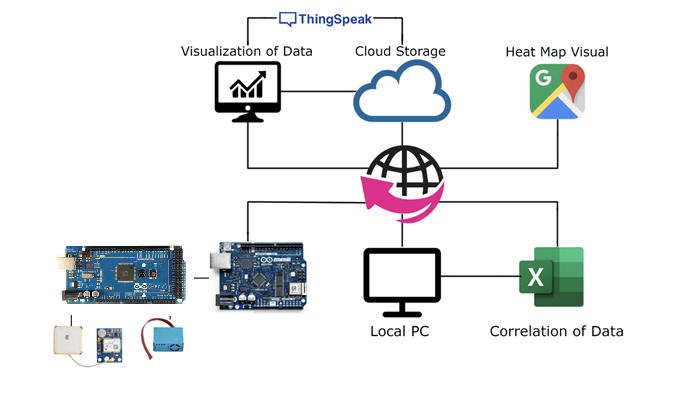 ThingSpeak
Visualization of Data
Cloud Storage
Heat Map Visual
G
X
Local PC
Correlation of Data